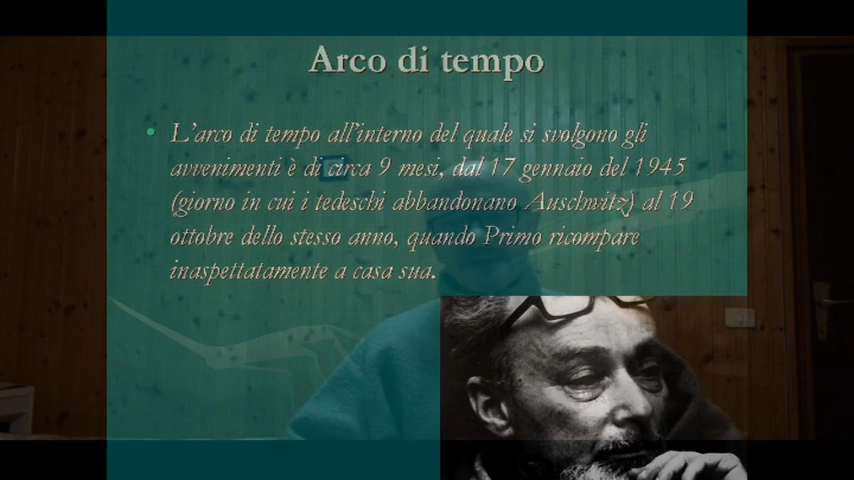 Arco di tempo
• L'arco di tempo all'interno del quale si svolgono gli
avvenimenti è di circa 9 mesi, dal 17 gennaio del 1945
(giorno in cui i tedeschi abbandonano Auschwitz) al 19
ottobre dello stesso anno, quando Primo ricompare
inaspettatamente a casa sua.